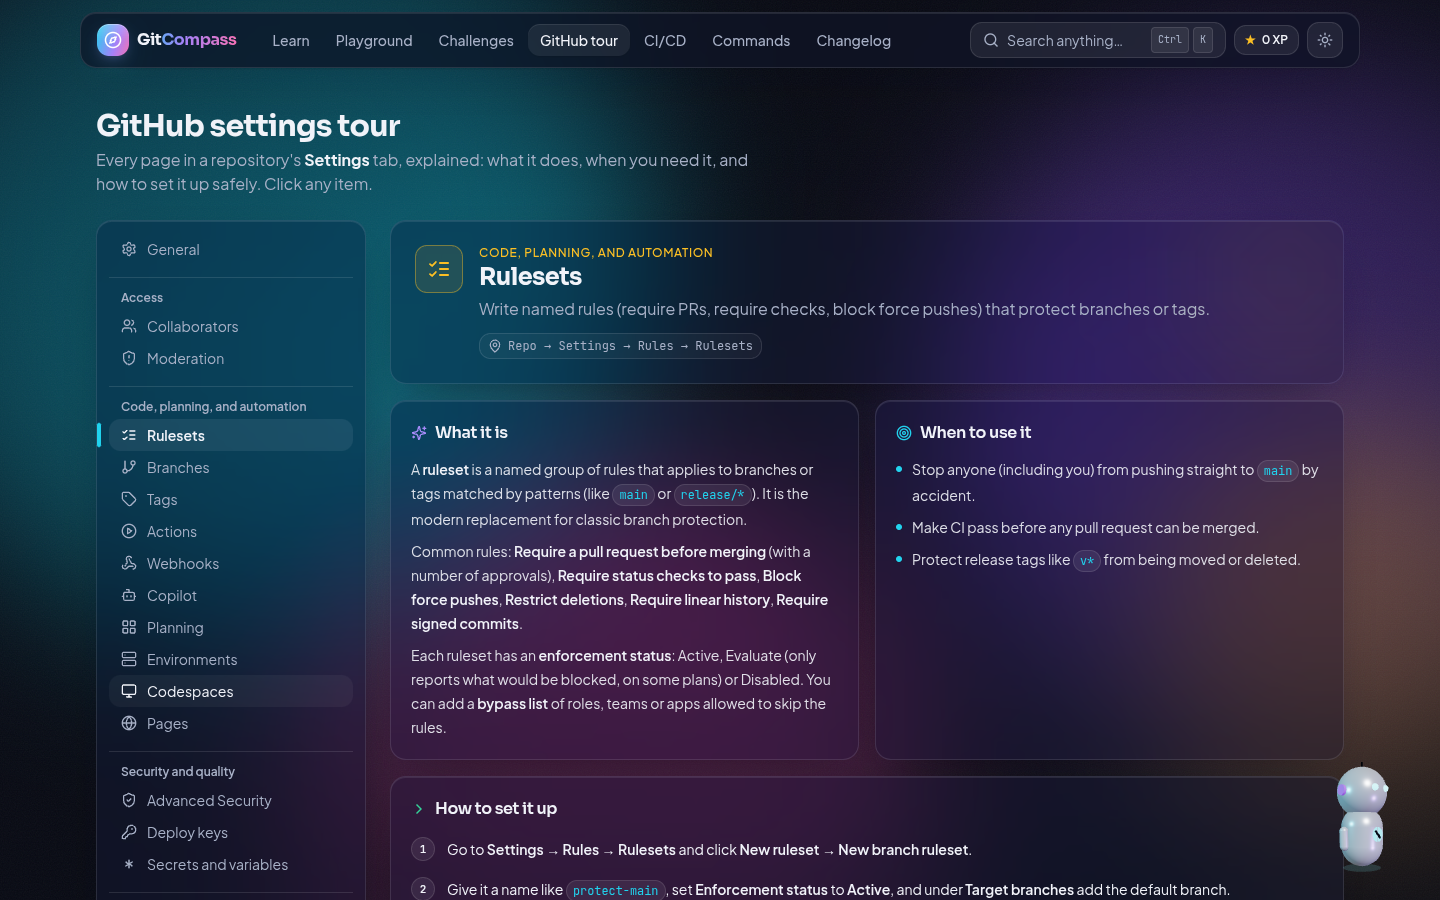 GitCompass
Learn
Playground
Challenges
GitHub tour
CI/CD
Commands
Changelog
Search anything…
Ctrl
K
★ 0 XP
GitHub settings tour
Every page in a repository's Settings tab, explained: what it does, when you need it, and
how to set it up safely. Click any item.
General
Access
Collaborators
Moderation
Code, planning, and automation
Rulesets
Branches
Tags
Actions
Webhooks
Copilot
Planning
Environments
Codespaces
Pages
Security and quality
Advanced Security
Deploy keys
Secrets and variables
CODE, PLANNING, AND AUTOMATION
Rulesets
Write named rules (require PRs, require checks, block force pushes) that protect branches or tags.
Repo → Settings → Rules → Rulesets
What it is
A ruleset is a named group of rules that applies to branches or
tags matched by patterns (like main or release/*). It is the
modern replacement for classic branch protection.
Common rules: Require a pull request before merging (with a
number of approvals), Require status checks to pass, Block
force pushes, Restrict deletions, Require linear history, Require
signed commits.
Each ruleset has an enforcement status: Active, Evaluate (only
reports what would be blocked, on some plans) or Disabled. You
can add a bypass list of roles, teams or apps allowed to skip the
rules.
When to use it
Stop anyone (including you) from pushing straight to main by
accident.
Make CI pass before any pull request can be merged.
Protect release tags like v* from being moved or deleted.
How to set it up
1 Go to Settings → Rules → Rulesets and click New ruleset → New branch ruleset.
2 Give it a name like protect-main, set Enforcement status to Active, and under Target branches add the default branch.